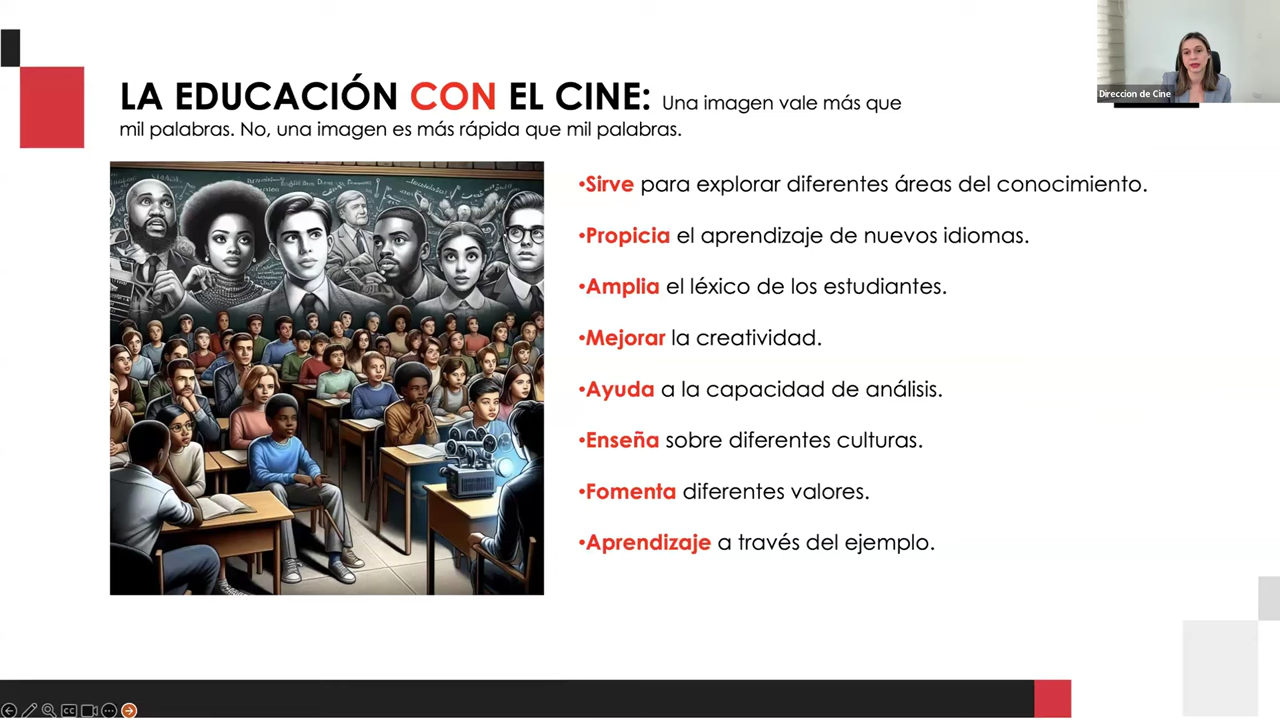 Direccion de Cine
LA EDUCACIÓN CON EL CINE: Una imagen vale más que
mil palabras. No, una imagen es más rápida que mil palabras.
•Sirve para explorar diferentes áreas del conocimiento.
•Propicia el aprendizaje de nuevos idiomas.
•Amplia el léxico de los estudiantes.
•Mejorar la creatividad.
•Ayuda a la capacidad de análisis.
•Enseña sobre diferentes culturas.
•Fomenta diferentes valores.
•Aprendizaje a través del ejemplo.
CC